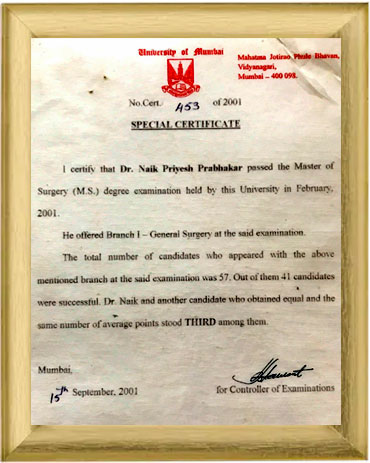 University of Mumbai
Mahatma Jotirao Phule Bhavan,
Vidyanagari,
Mumbai – 400 098.
No.Cert. 453 of 2001
SPECIAL CERTIFICATE
I certify that Dr. Naik Priyesh Prabhakar passed the Master of
Surgery (M.S.) degree examination held by this University in February,
2001.
He offered Branch I – General Surgery at the said examination.
The total number of candidates who appeared with the above
mentioned branch at the said examination was 57. Out of them 41 candidates
were successful. Dr. Naik and another candidate who obtained equal and the
same number of average points stood THIRD among them.
Mumbai,
15th September, 2001
for Controller of Examinations